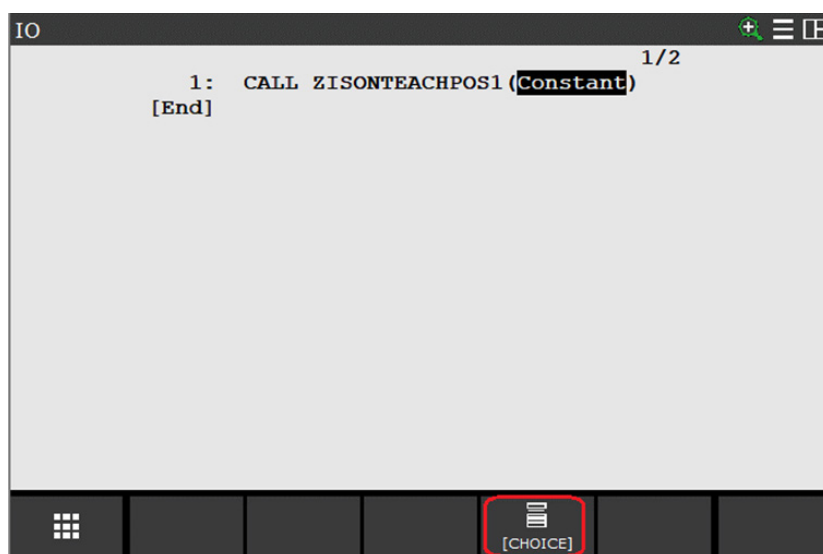 IO
1/2
1: CALL ZISONTEACHPOS1(Constant)
[End]
[CHOICE]